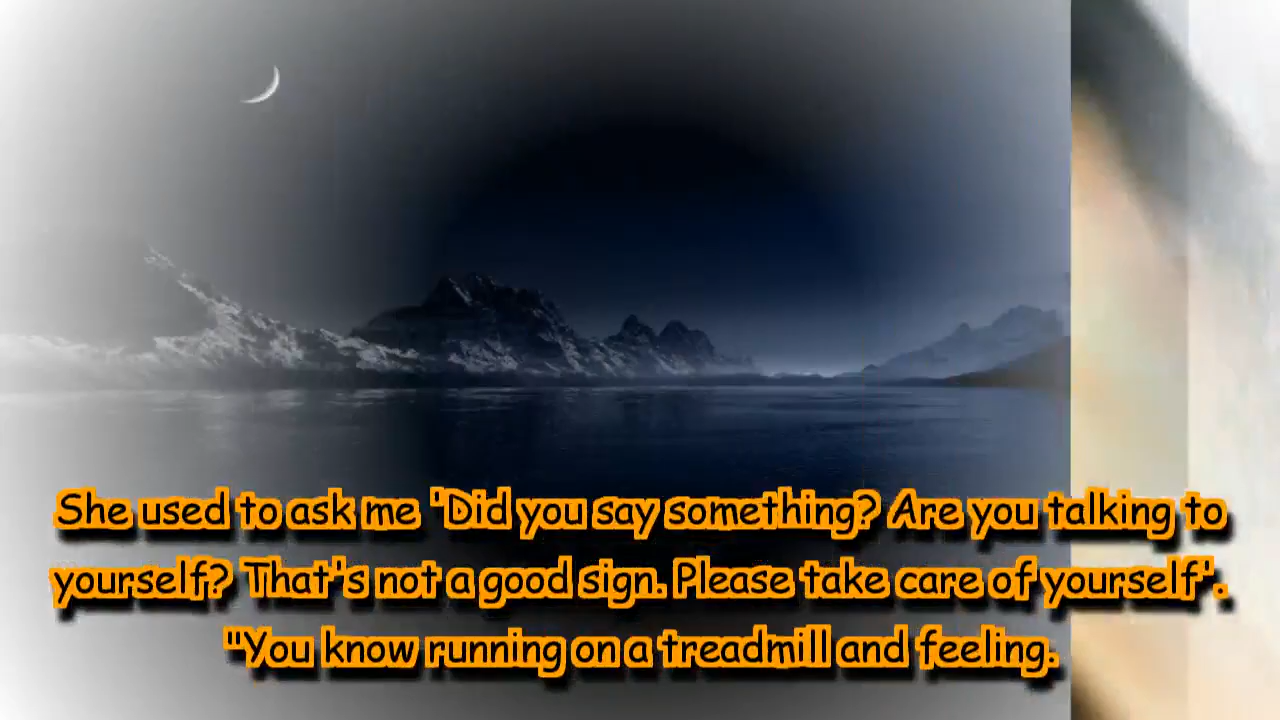 She used to ask me 'Did you say something? Are you talking to
yourself? That's not a good sign. Please take care of yourself'.
"You know running on a treadmill and feeling.